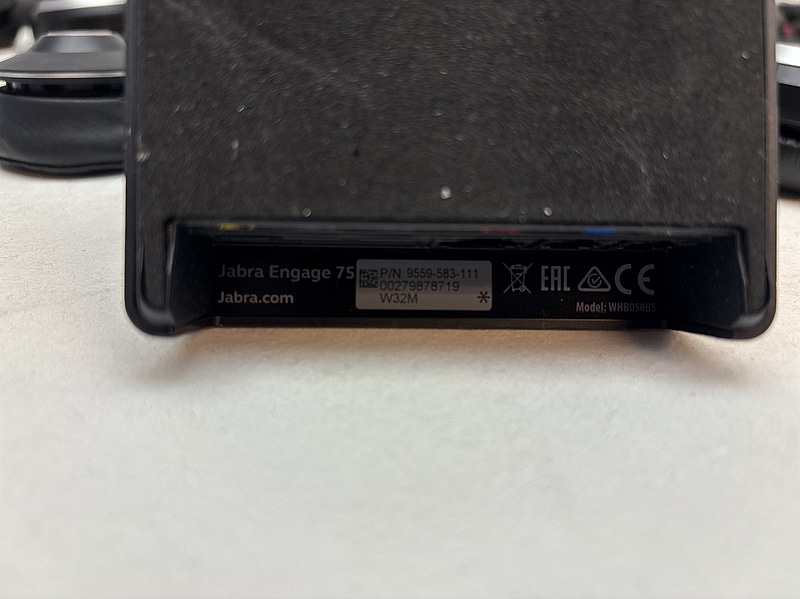 Jabra Engage 75
Jabra.com
P/N: 9559-583-111
00279878719
W32M
EAC CE
Model: WHB050BS